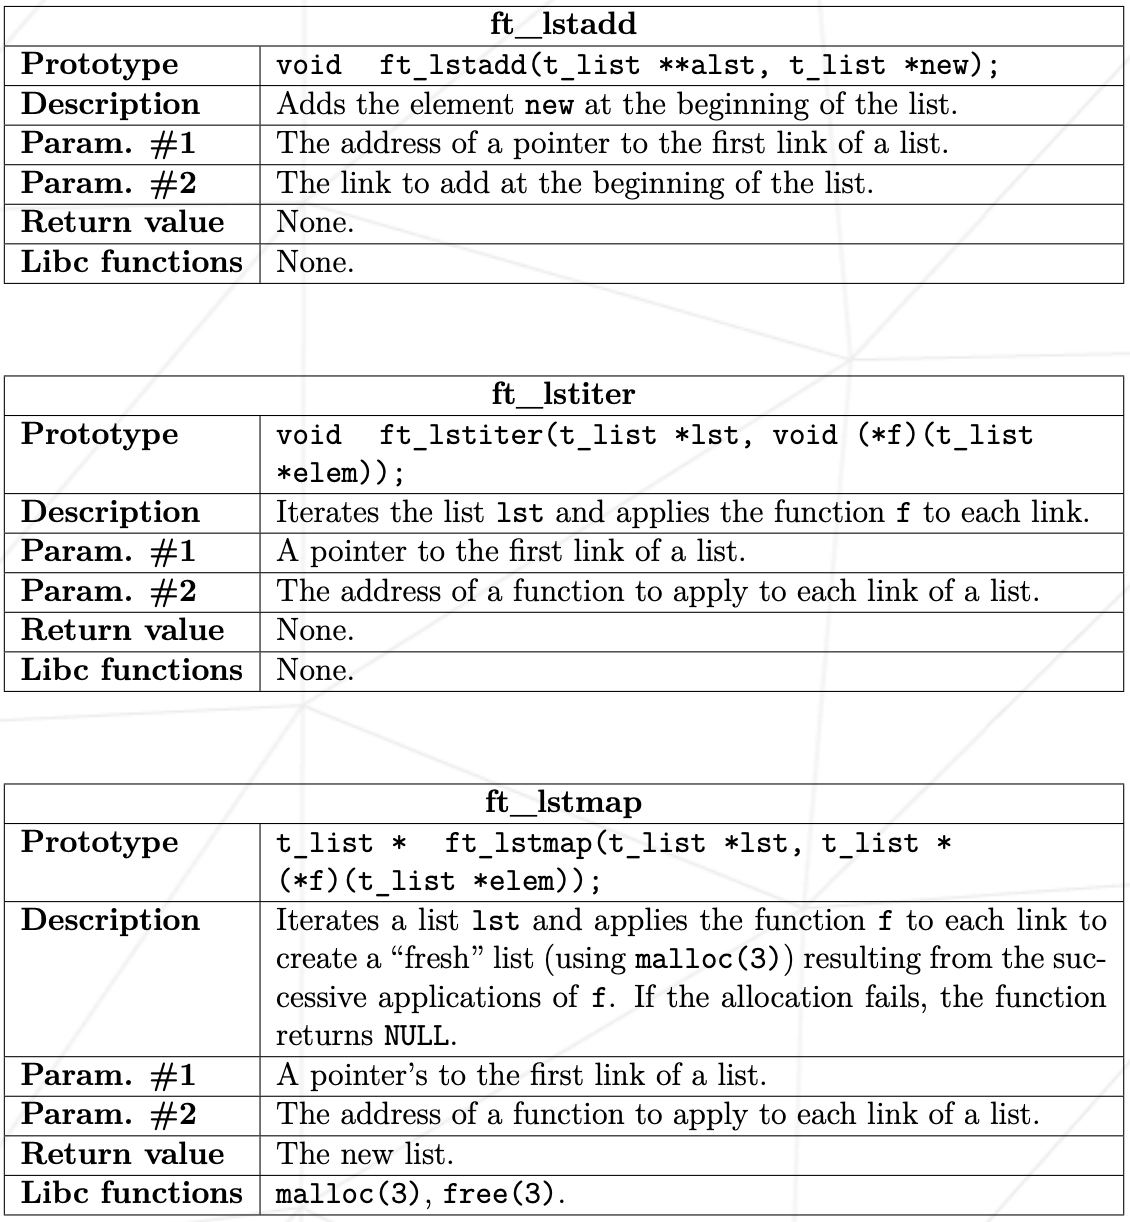 ft_lstadd
Prototype void ft_lstadd(t_list **alst, t_list *new);
Description Adds the element new at the beginning of the list.
Param. #1 The address of a pointer to the first link of a list.
Param. #2 The link to add at the beginning of the list.
Return value None.
Libc functions None.
ft_lstiter
Prototype void ft_lstiter(t_list *lst, void (*f)(t_list
*elem));
Description Iterates the list lst and applies the function f to each link.
Param. #1 A pointer to the first link of a list.
Param. #2 The address of a function to apply to each link of a list.
Return value None.
Libc functions None.
ft_lstmap
Prototype t_list * ft_lstmap(t_list *lst, t_list *
(*f)(t_list *elem));
Description Iterates a list lst and applies the function f to each link to
create a “fresh” list (using malloc(3)) resulting from the suc-
cessive applications of f. If the allocation fails, the function
returns NULL.
Param. #1 A pointer's to the first link of a list.
Param. #2 The address of a function to apply to each link of a list.
Return value The new list.
Libc functions malloc(3), free(3).